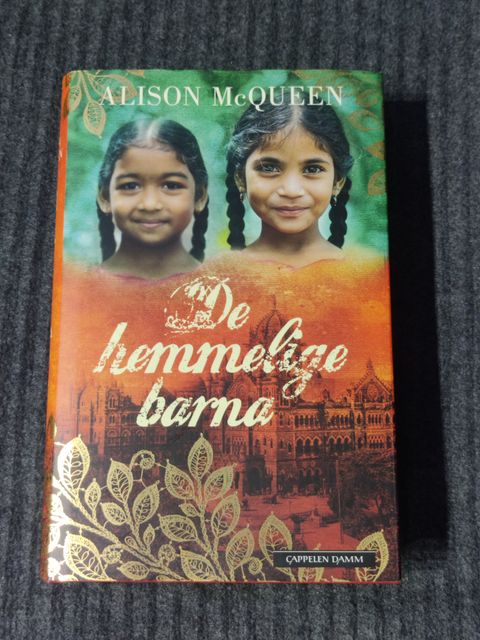 ALISON McQUEEN
De
hemmelige
barna
CAPPELEN DAMM